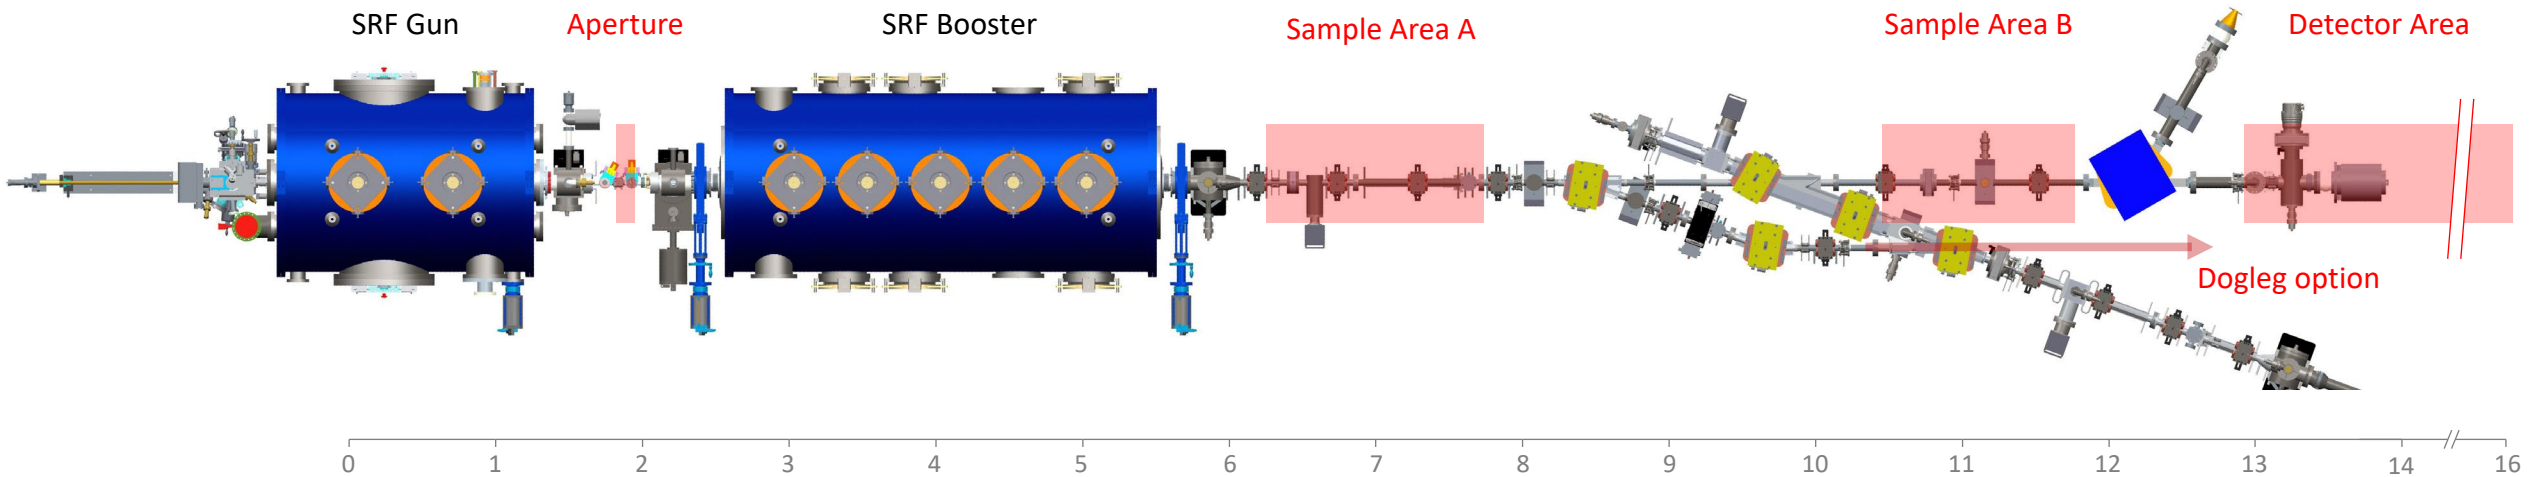 SRF Gun
Aperture
SRF Booster
Sample Area A
Sample Area B
Detector Area
Dogleg option
0 1 2 3 4 5 6 7 8 9 10 11 12 13 14 16